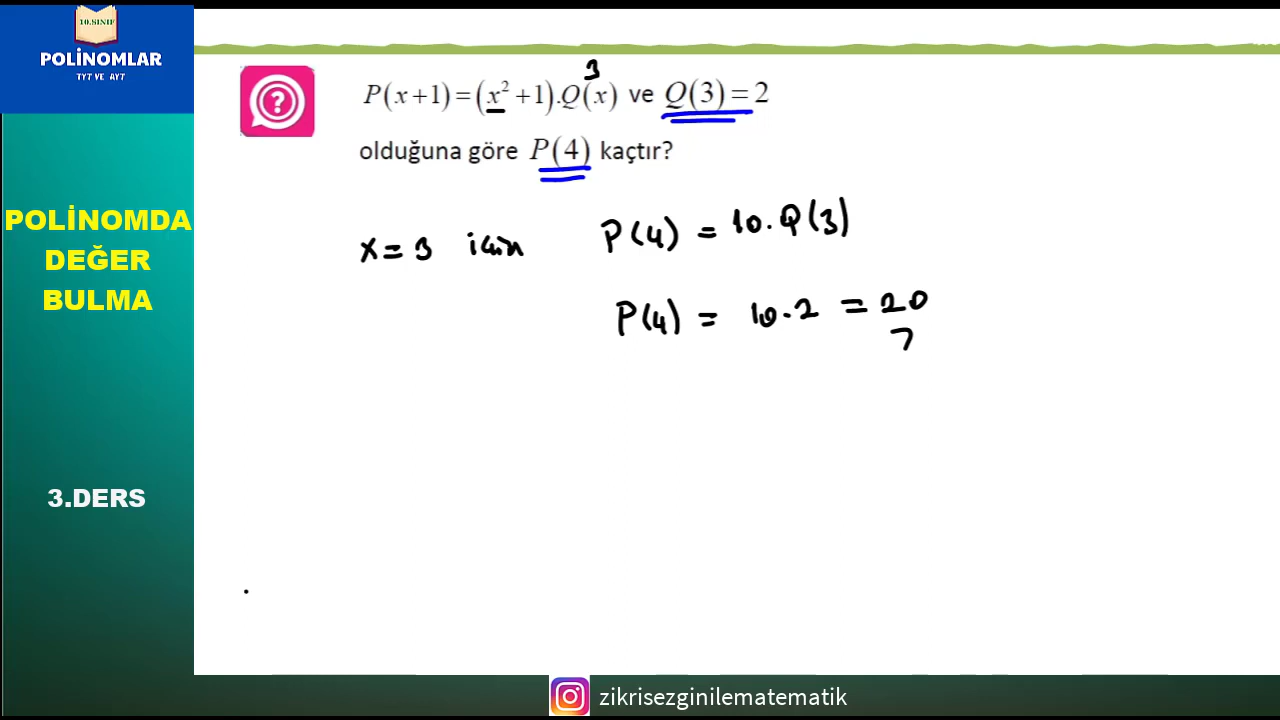 10.SINIF
POLİNOMLAR
TYT VE AYT
POLİNOMDA
DEĞER
BULMA
3.DERS
3
P(x+1)=(x²+1).Q(x) ve Q(3)=2
olduğuna göre P(4) kaçtır?
x=3 için P(4) = 10.Q(3)
P(4) = 10.2 = 20
zikrisezginilematematik